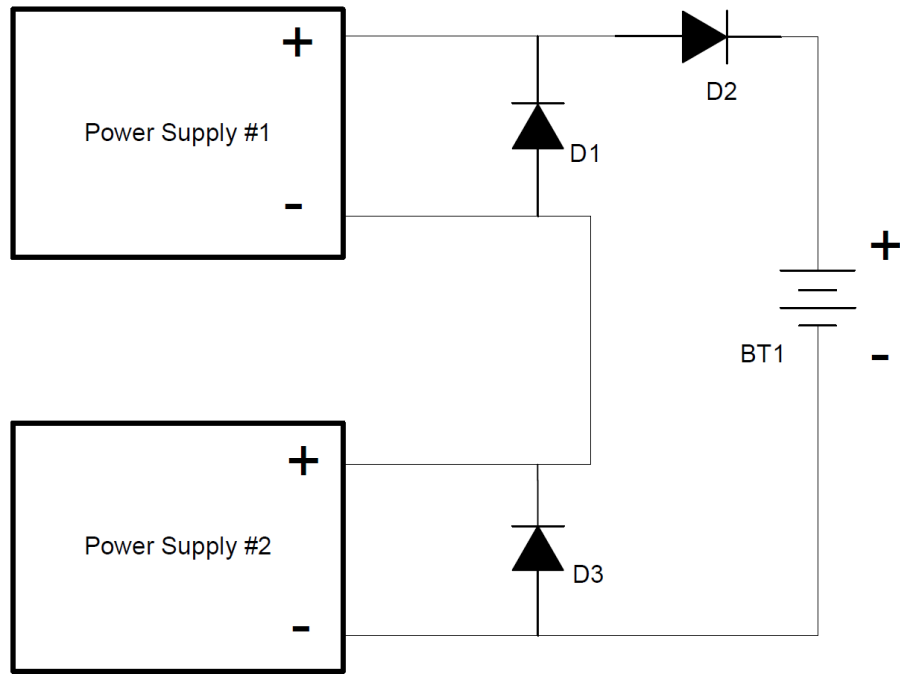 +
D2
Power Supply #1
D1
-
+
BT1
-
+
Power Supply #2
D3
-